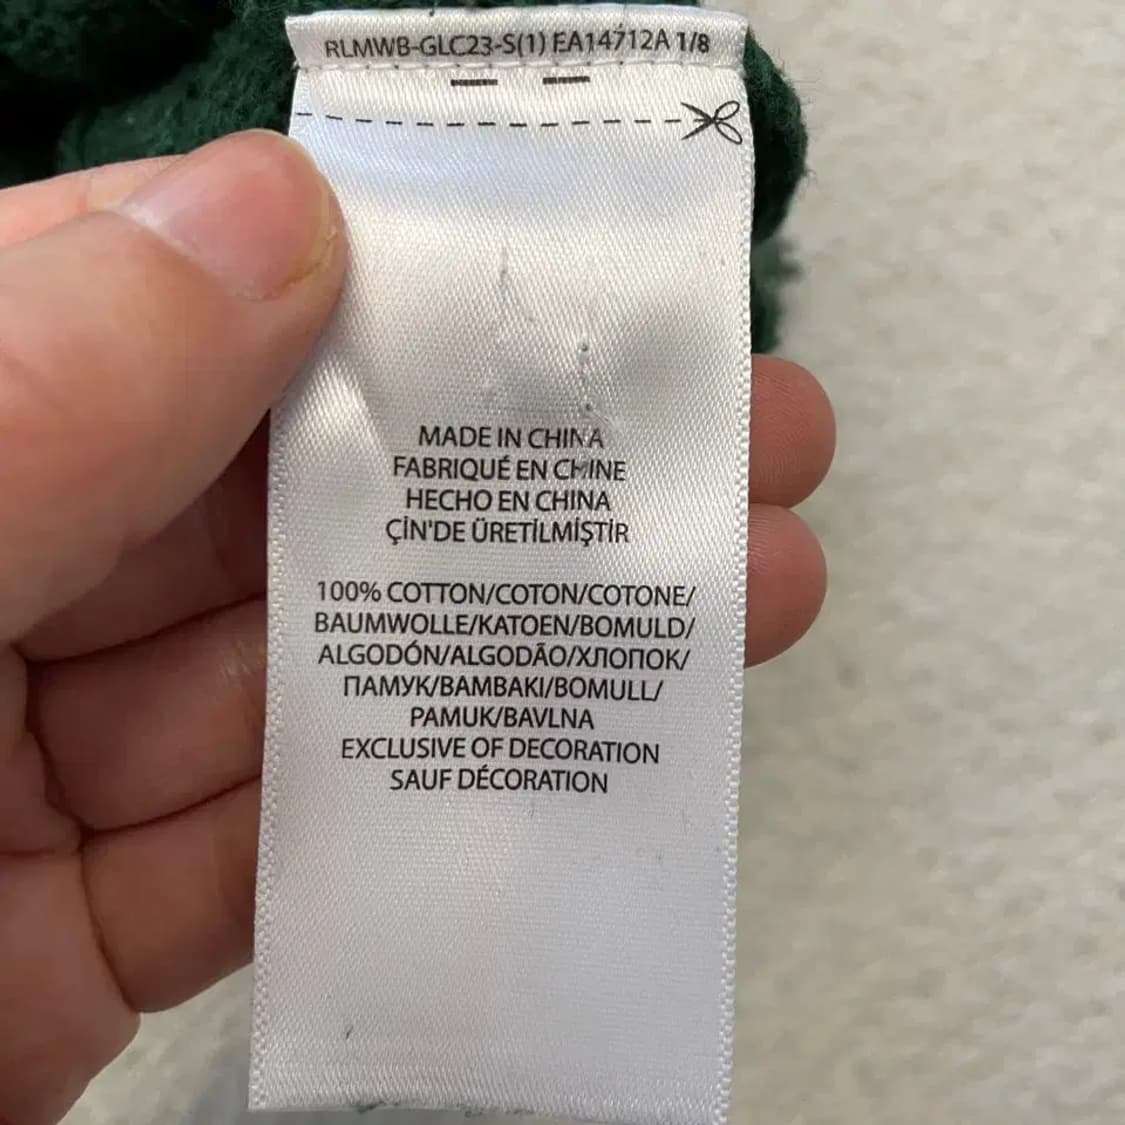 RLMWB-GLC23-S(1) EA14712A 1/8
MADE IN CHINA
FABRIQUÉ EN CHINE
HECHO EN CHINA
ÇİN'DE ÜRETİLMİŞTİR
100% COTTON/COTON/COTONE/
BAUMWOLLE/KATOEN/BOMULD/
ALGODÓN/ALGODÃO/ХЛОПОК/
ПАМУК/BAMBAKI/BOMULL/
PAMUK/BAVLNA
EXCLUSIVE OF DECORATION
SAUF DÉCORATION